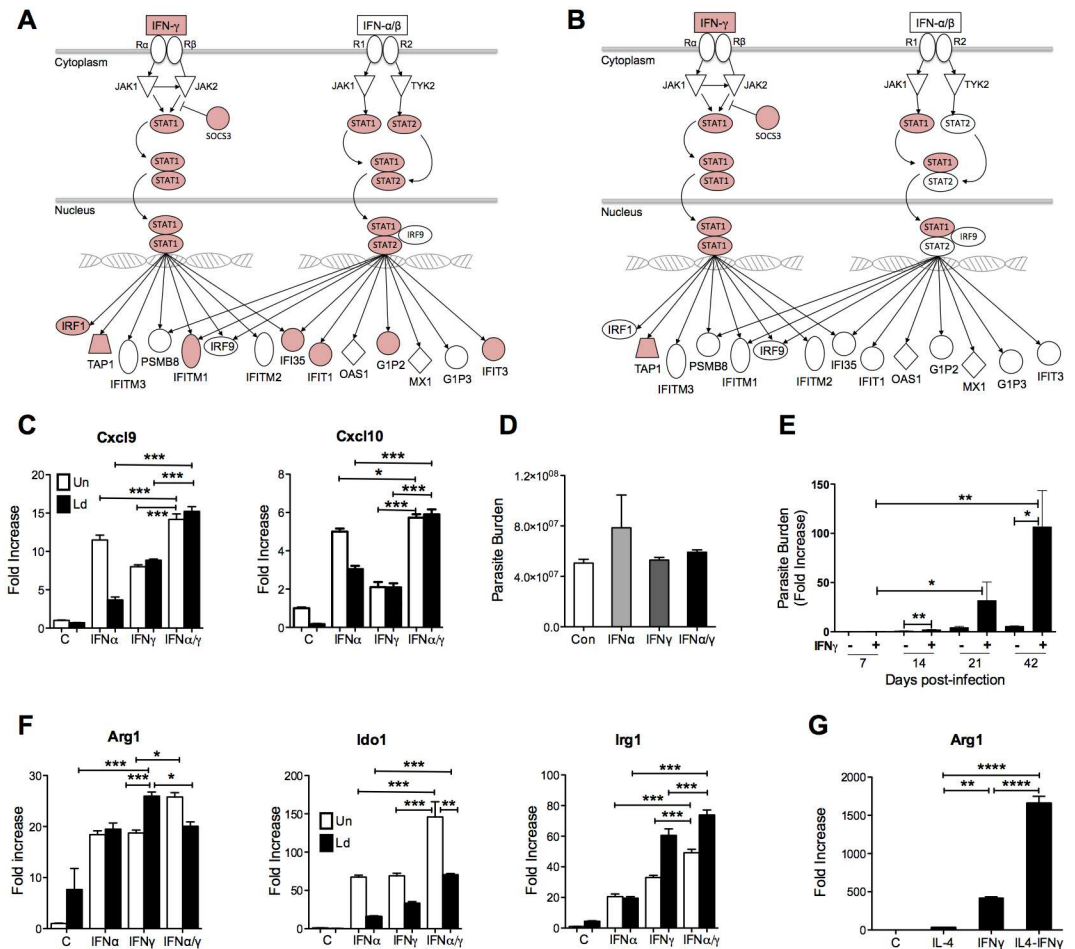 A
IFN-γ
IFN-α/β
Rα
Rβ
R1
R2
Cytoplasm
JAK1
JAK2
JAK1
TYK2
SOCS3
STAT1
STAT1
STAT2
STAT1
STAT1
STAT1
STAT2
Nucleus
STAT1
STAT1
STAT1
STAT2
IRF9
IRF1
TAP1
IFITM3
PSMB8
IFITM1
IRF9
IFITM2
IFI35
IFIT1
OAS1
G1P2
MX1
G1P3
IFIT3
B
IFN-γ
IFN-α/β
Rα
Rβ
R1
R2
Cytoplasm
JAK1
JAK2
JAK1
TYK2
SOCS3
STAT1
STAT1
STAT2
STAT1
STAT1
STAT1
STAT2
Nucleus
STAT1
STAT1
STAT1
STAT2
IRF9
IRF1
TAP1
IFITM3
PSMB8
IFITM1
IRF9
IFITM2
IFI35
IFIT1
OAS1
G1P2
MX1
G1P3
IFIT3
C
Cxcl9
Fold Increase
20
15
10
5
0
Un
Ld
***
***
***
***
C IFNα IFNγ IFNα/γ
Cxcl10
Fold Increase
8
6
4
2
0
***
*
***
***
C IFNα IFNγ IFNα/γ
D
Parasite Burden
1.2×10⁰⁸
8.0×10⁰⁷
4.0×10⁰⁷
0.0
Con IFNα IFNγ IFNα/γ
E
Parasite Burden
(Fold Increase)
150
100
50
0
**
*
*
**
IFNγ - + - + - + - +
7 14 21 42
Days post-infection
F
Arg1
Fold Increase
30
20
10
0
*
***
***
*
C IFNα IFNγ IFNα/γ
Ido1
Fold Increase
200
150
100
50
0
Un
Ld
***
***
***
**
C IFNα IFNγ IFNα/γ
Irg1
Fold Increase
100
80
60
40
20
0
***
***
***
***
C IFNα IFNγ IFNα/γ
G
Arg1
Fold Increase
2000
1500
1000
500
0
****
**
****
C IL-4 IFNγ IL4-IFNγ